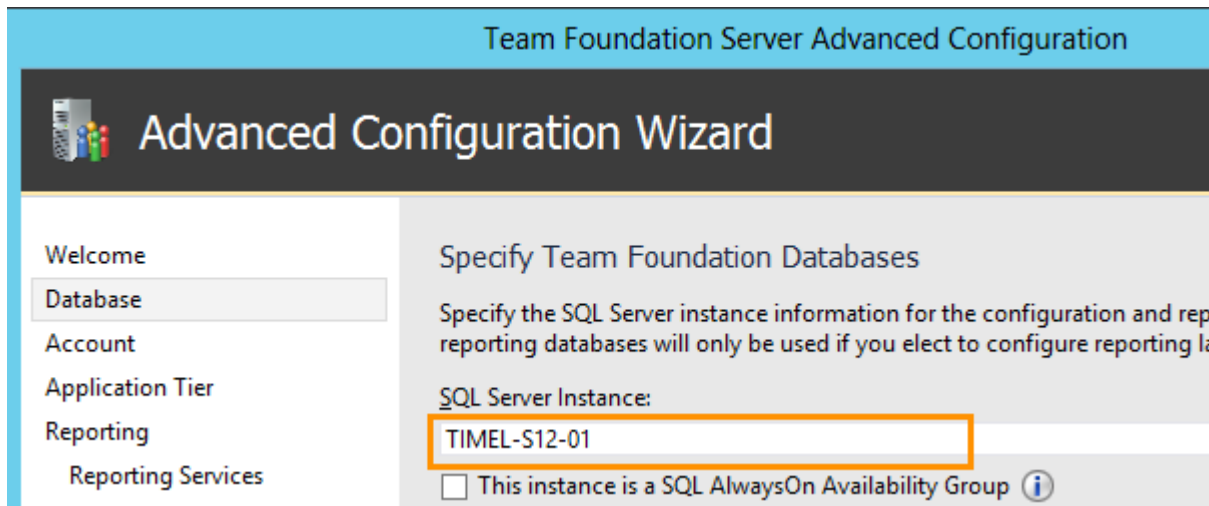 Team Foundation Server Advanced Configuration
Advanced Configuration Wizard
Welcome
Database
Account
Application Tier
Reporting
Reporting Services
Specify Team Foundation Databases
Specify the SQL Server instance information for the configuration and
reporting databases will only be used if you elect to configure reporting
SQL Server Instance:
TIMEL-S12-01
This instance is a SQL AlwaysOn Availability Group